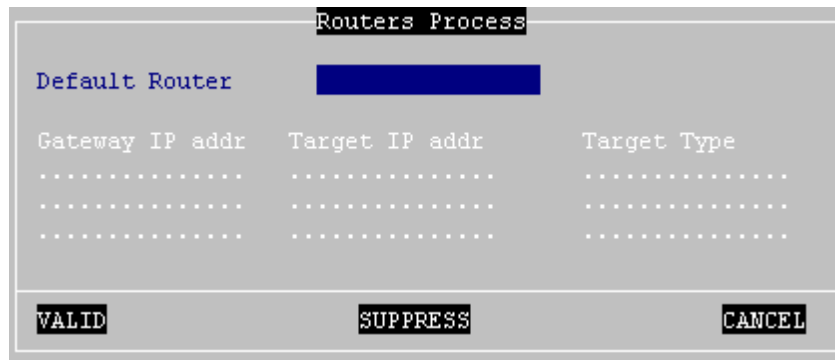 Routers Process
Default Router
Gateway IP addr Target IP addr Target Type
............... ............... ...............
............... ............... ...............
............... ............... ...............
VALID SUPPRESS CANCEL